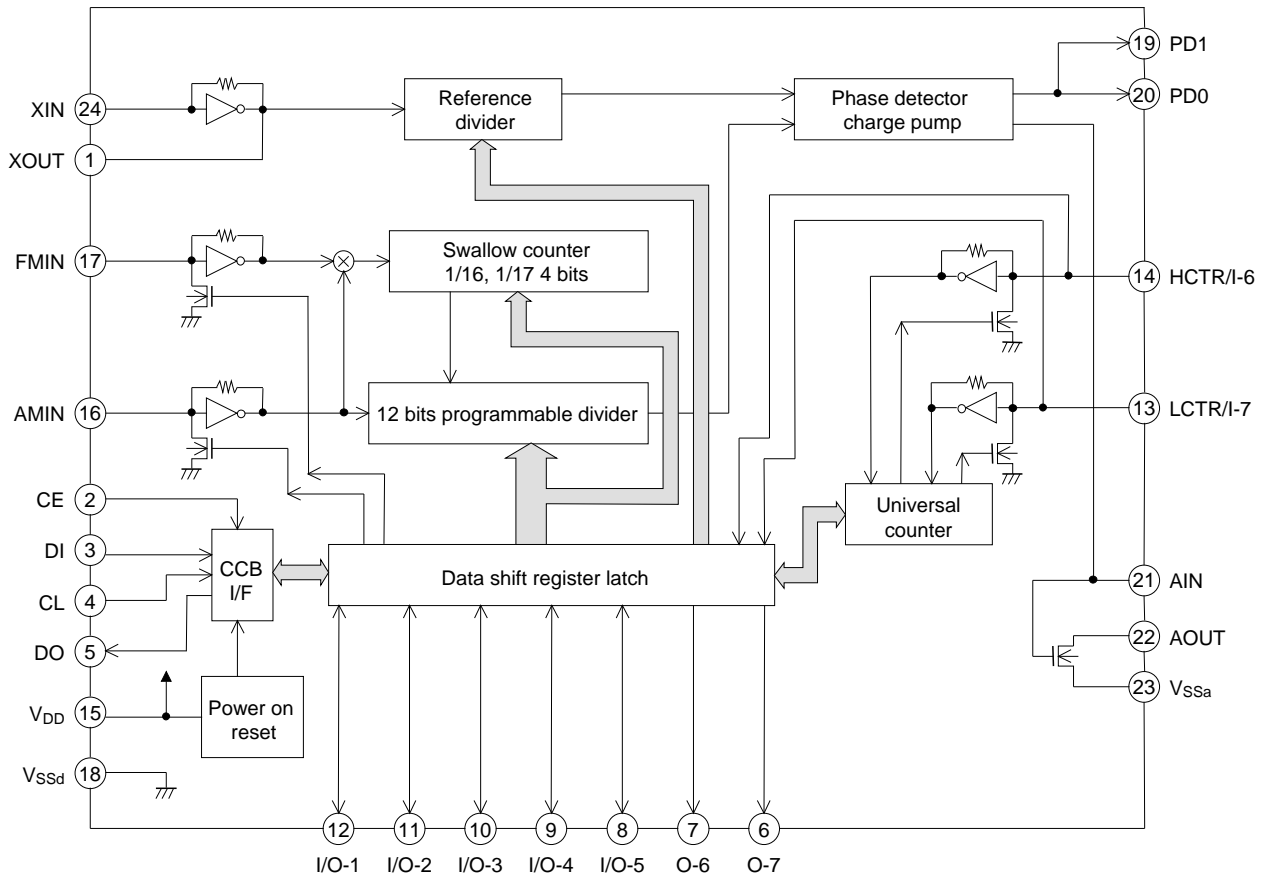 XIN
24
XOUT
1
FMIN
17
AMIN
16
CE
2
DI
3
CL
4
DO
5
VDD
15
VSSd
18
Reference
divider
Phase detector
charge pump
Swallow counter
1/16, 1/17 4 bits
12 bits programmable divider
CCB
I/F
Data shift register latch
Universal
counter
Power on
reset
19
PD1
20
PD0
14
HCTR/I-6
13
LCTR/I-7
21
AIN
22
AOUT
23
VSSa
12
11
10
9
8
7
6
I/O-1
I/O-2
I/O-3
I/O-4
I/O-5
O-6
O-7